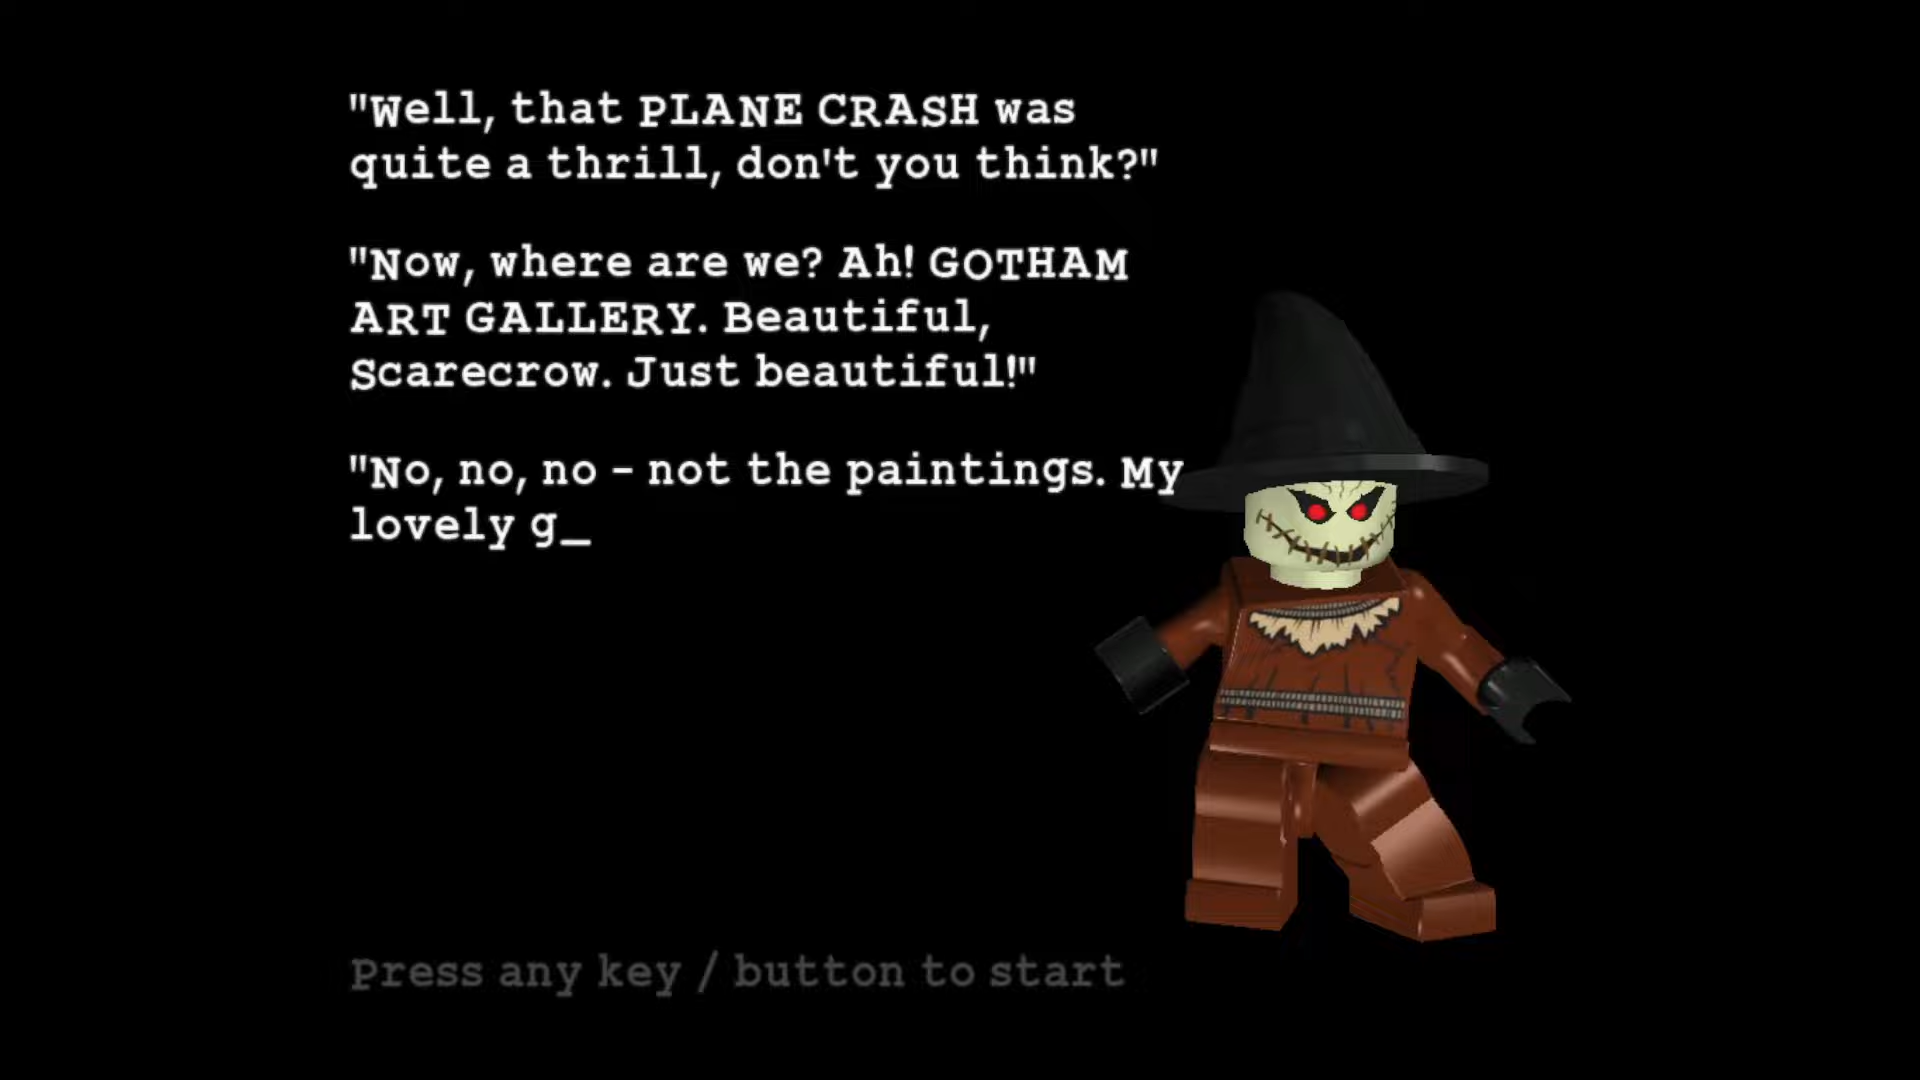 "Well, that PLANE CRASH was
quite a thrill, don't you think?"
"Now, where are we? Ah! GOTHAM
ART GALLERY. Beautiful,
Scarecrow. Just beautiful!"
"No, no, no - not the paintings. My
lovely g_
Press any key / button to start